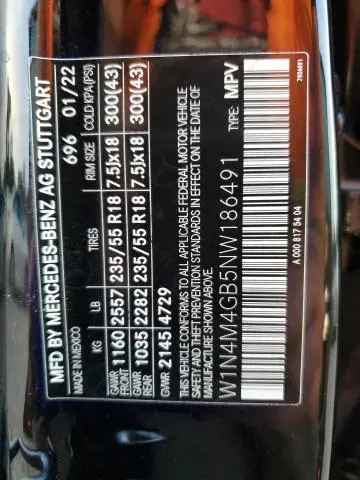 MFD BY MERCEDES-BENZ AG STUTTGART
MADE IN MEXICO 696 01/22
KG LB TIRES RIM SIZE COLD KPA/(PSI)
GAWR FRONT 1160 2557 235/55 R18 7.5Jx18 300(43)
GAWR REAR 1035 2282 235/55 R18 7.5Jx18 300(43)
GVWR 2145 4729
THIS VEHICLE CONFORMS TO ALL APPLICABLE FEDERAL MOTOR VEHICLE
SAFETY AND THEFT PREVENTION STANDARDS IN EFFECT ON THE DATE OF
MANUFACTURE SHOWN ABOVE.
W1N4M4GB5NW186491 TYPE: MPV
A 000 817 54 04